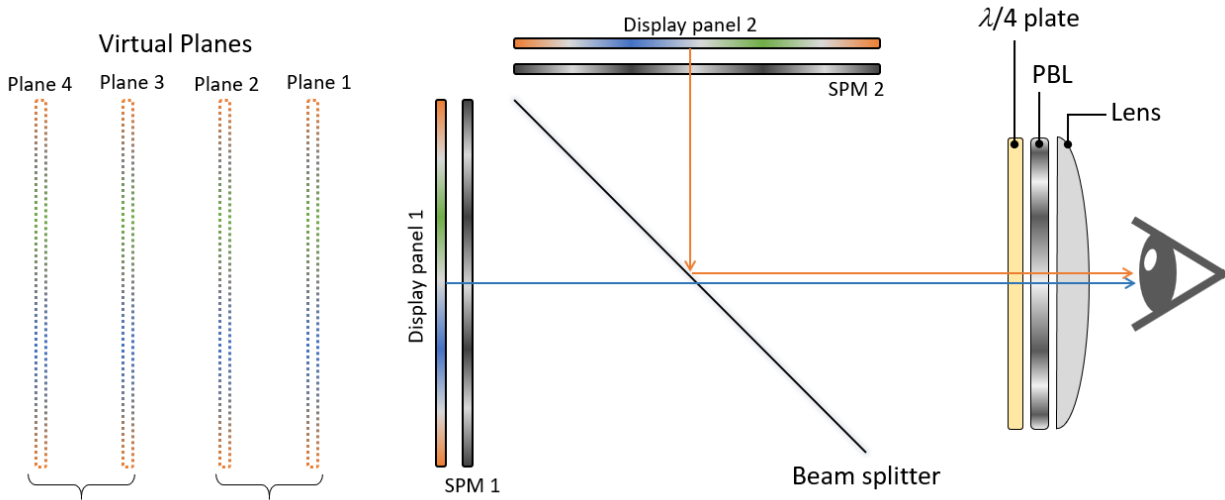 Virtual Planes
Plane 4
Plane 3
Plane 2
Plane 1
Display panel 2
SPM 2
Display panel 1
SPM 1
Beam splitter
λ/4 plate
PBL
Lens